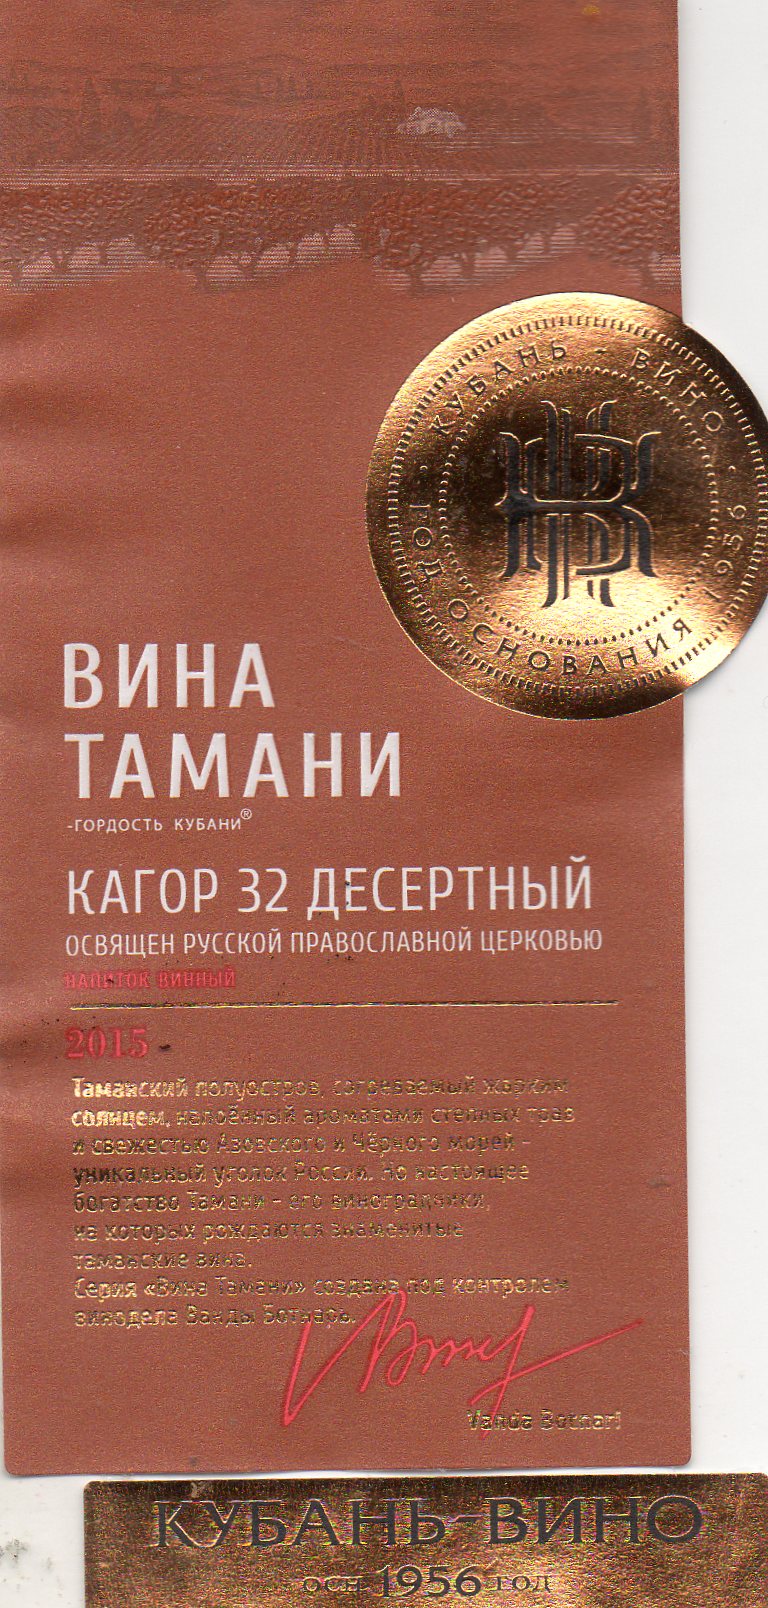 КУБАНЬ - ВИНО
ГОД ОСНОВАНИЯ 1956
ВИНА
ТАМАНИ
-ГОРДОСТЬ КУБАНИ®
КАГОР 32 ДЕСЕРТНЫЙ
ОСВЯЩЕН РУССКОЙ ПРАВОСЛАВНОЙ ЦЕРКОВЬЮ
НАПИТОК ВИННЫЙ
2015
Таманский полуостров, согреваемый жарким
солнцем, напоённый ароматами степных трав
и свежестью Азовского и Чёрного морей -
уникальный уголок России. Но настоящее
богатство Тамани - его виноградники,
на которых рождаются знаменитые
таманские вина.
Серия «Вина Тамани» создана под контролем
винодела Ванды Ботнарь.
Vanda Botnari
КУБАНЬ-ВИНО
осн. 1956 год